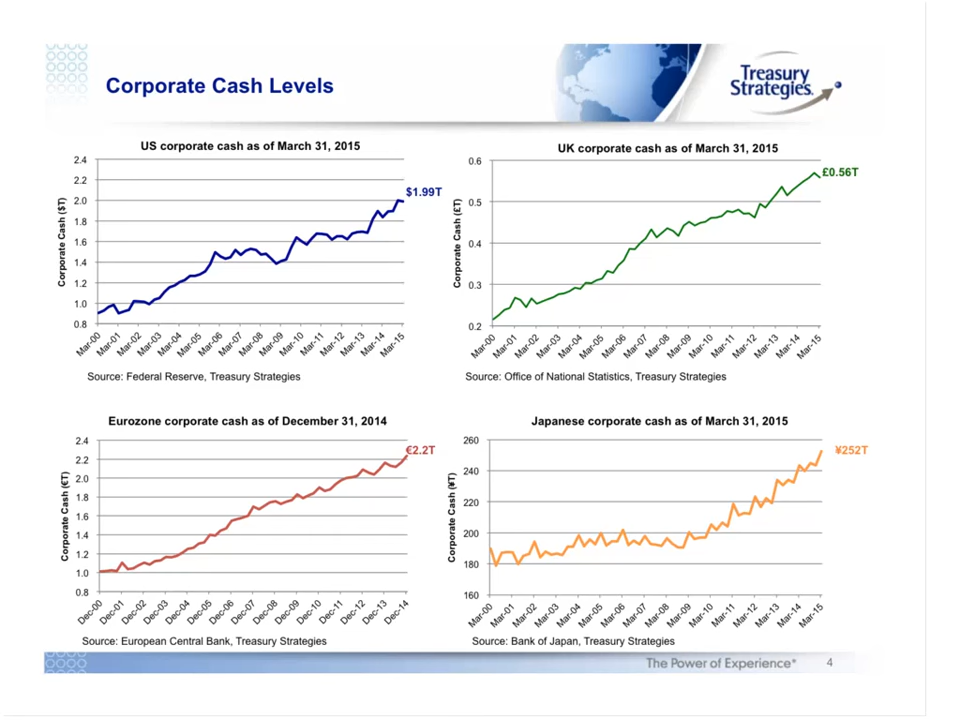 Corporate Cash Levels
Treasury
Strategies.
US corporate cash as of March 31, 2015
Corporate Cash ($T)
2.4
2.2
2.0
1.8
1.6
1.4
1.2
1.0
0.8
$1.99T
Mar-00
Mar-01
Mar-02
Mar-03
Mar-04
Mar-05
Mar-06
Mar-07
Mar-08
Mar-09
Mar-10
Mar-11
Mar-12
Mar-13
Mar-14
Mar-15
Source: Federal Reserve, Treasury Strategies
UK corporate cash as of March 31, 2015
Corporate Cash (£T)
0.6
0.5
0.4
0.3
0.2
£0.56T
Mar-00
Mar-01
Mar-02
Mar-03
Mar-04
Mar-05
Mar-06
Mar-07
Mar-08
Mar-09
Mar-10
Mar-11
Mar-12
Mar-13
Mar-14
Mar-15
Source: Office of National Statistics, Treasury Strategies
Eurozone corporate cash as of December 31, 2014
Corporate Cash (€T)
2.4
2.2
2.0
1.8
1.6
1.4
1.2
1.0
0.8
€2.2T
Dec-00
Dec-01
Dec-02
Dec-03
Dec-04
Dec-05
Dec-06
Dec-07
Dec-08
Dec-09
Dec-10
Dec-11
Dec-12
Dec-13
Dec-14
Source: European Central Bank, Treasury Strategies
Japanese corporate cash as of March 31, 2015
Corporate Cash (¥T)
260
240
220
200
180
160
¥252T
Mar-00
Mar-01
Mar-02
Mar-03
Mar-04
Mar-05
Mar-06
Mar-07
Mar-08
Mar-09
Mar-10
Mar-11
Mar-12
Mar-13
Mar-14
Mar-15
Source: Bank of Japan, Treasury Strategies
The Power of Experience®
4